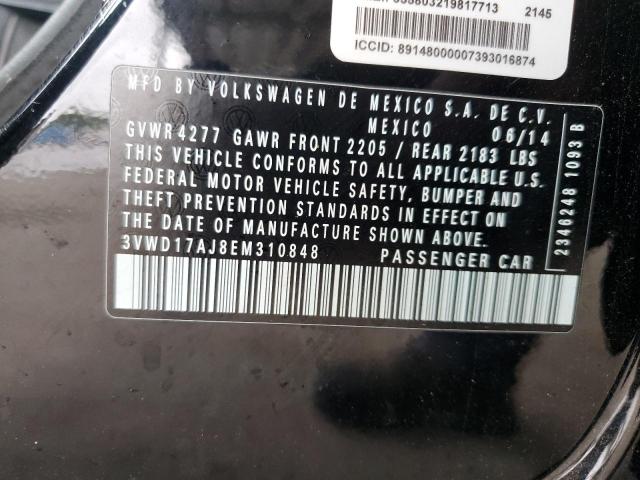 2145
ICCID: 89148000007393016874
MFD BY VOLKSWAGEN DE MEXICO S.A. DE C.V.
MEXICO 06/14
GVWR 4277 GAWR FRONT 2205 / REAR 2183 LBS
THIS VEHICLE CONFORMS TO ALL APPLICABLE U.S.
FEDERAL MOTOR VEHICLE SAFETY, BUMPER AND
THEFT PREVENTION STANDARDS IN EFFECT ON
THE DATE OF MANUFACTURE SHOWN ABOVE.
3VWD17AJ8EM310848 PASSENGER CAR
2346248 1093 B